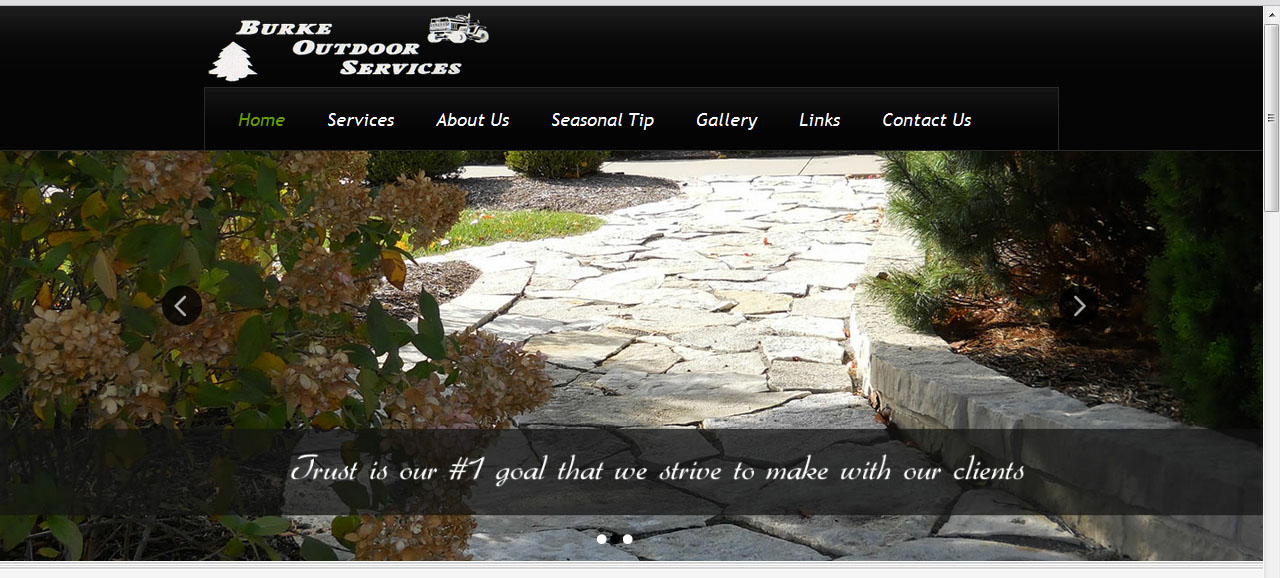 Burke
Outdoor
Services
Home Services About Us Seasonal Tip Gallery Links Contact Us
Trust is our #1 goal that we strive to make with our clients